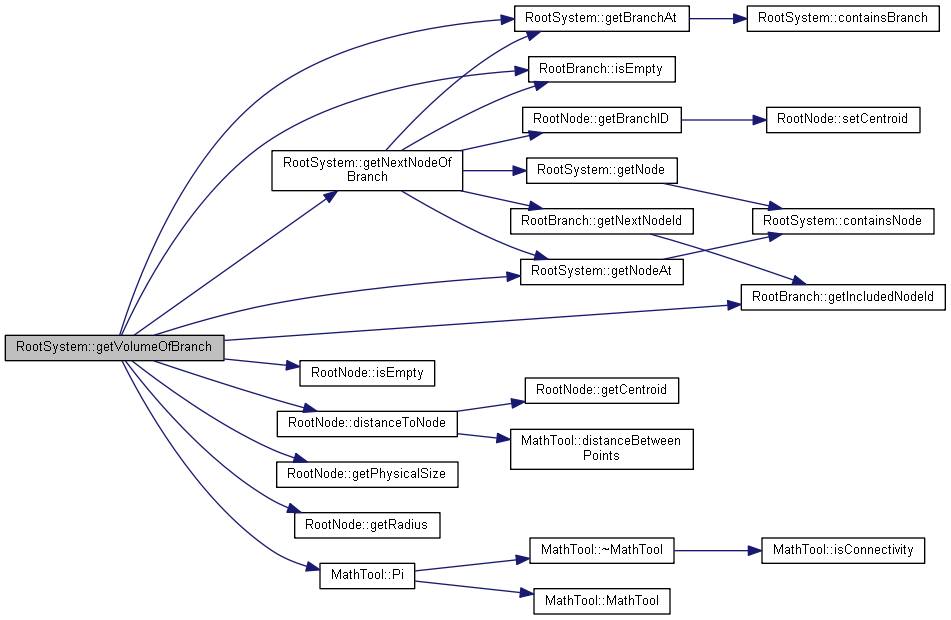 RootSystem::getBranchAt
RootSystem::containsBranch
RootBranch::isEmpty
RootNode::getBranchID
RootNode::setCentroid
RootSystem::getNextNodeOf
Branch
RootSystem::getNode
RootBranch::getNextNodeId
RootSystem::containsNode
RootSystem::getNodeAt
RootBranch::getIncludedNodeId
RootSystem::getVolumeOfBranch
RootNode::isEmpty
RootNode::getCentroid
RootNode::distanceToNode
MathTool::distanceBetween
Points
RootNode::getPhysicalSize
RootNode::getRadius
MathTool::~MathTool
MathTool::isConnectivity
MathTool::Pi
MathTool::MathTool